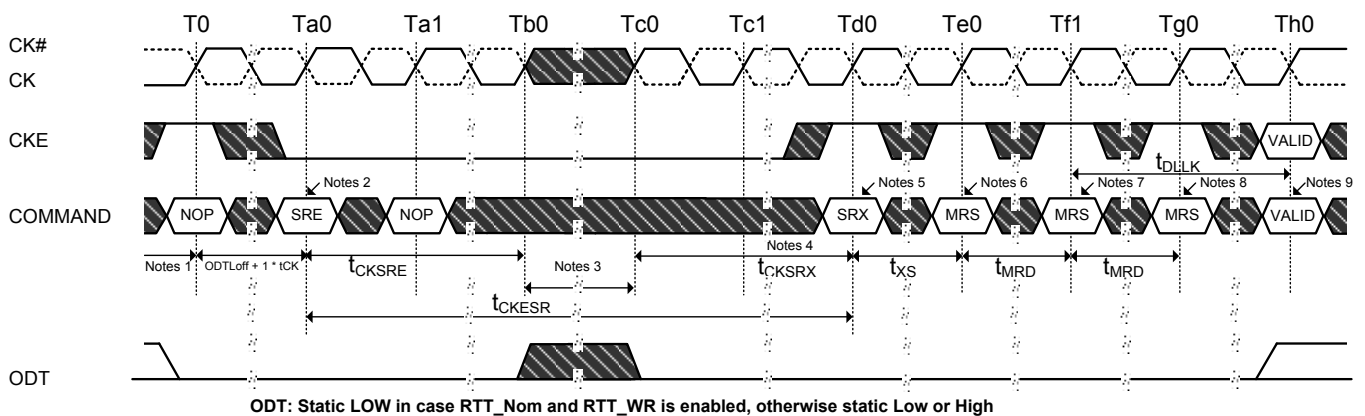 T0 Ta0 Ta1 Tb0 Tc0 Tc1 Td0 Te0 Tf1 Tg0 Th0
CK#
CK
CKE
VALID
tDLLK
Notes 2 Notes 5 Notes 6 Notes 7 Notes 8 Notes 9
COMMAND NOP SRE NOP SRX MRS MRS MRS VALID
Notes 1 ODTLoff + 1 * tCK tCKSRE Notes 3 Notes 4 tCKSRX tXS tMRD tMRD
tCKESR
ODT
ODT: Static LOW in case RTT_Nom and RTT_WR is enabled, otherwise static Low or High